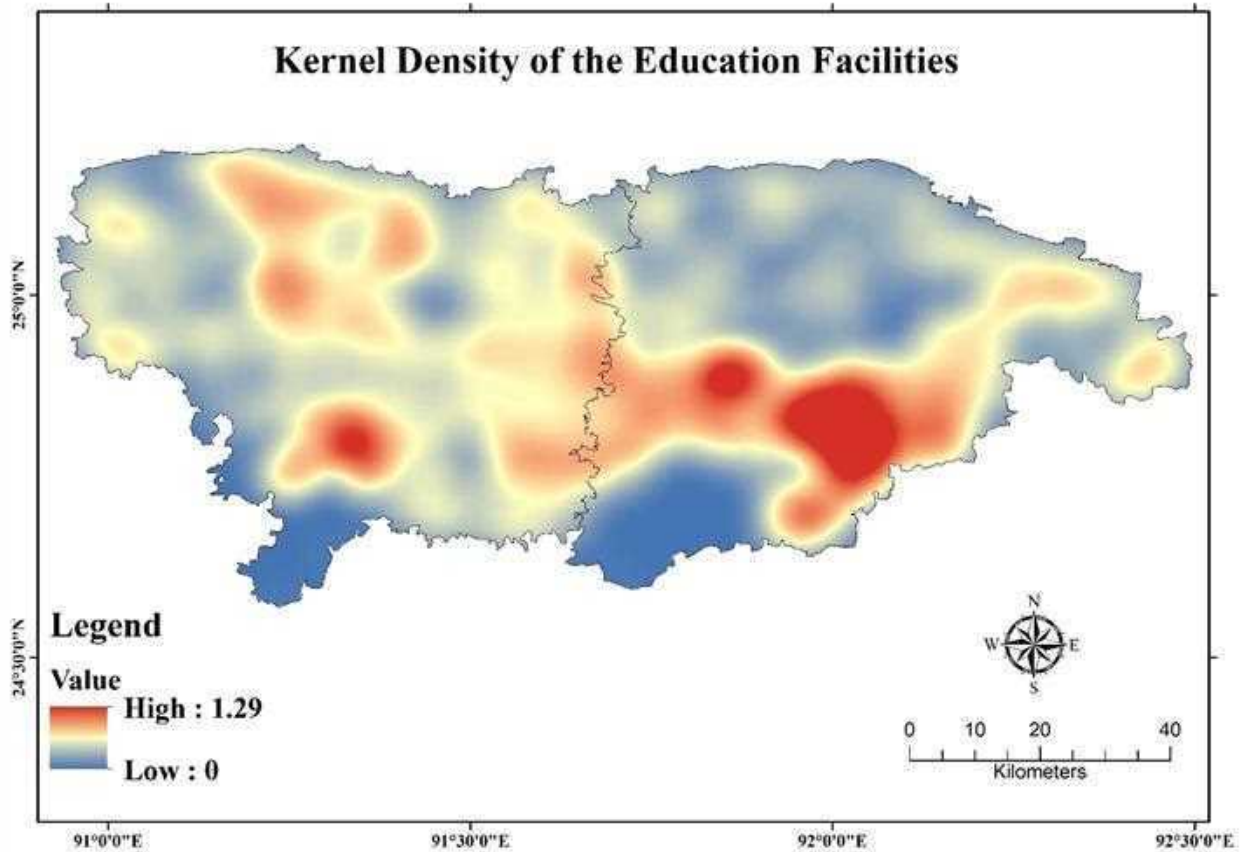 Kernel Density of the Education Facilities
25°0'0"N
24°30'0"N
Legend
Value
High : 1.29
Low : 0
N
W
E
S
0 10 20 40
Kilometers
91°0'0"E 91°30'0"E 92°0'0"E 92°30'0"E